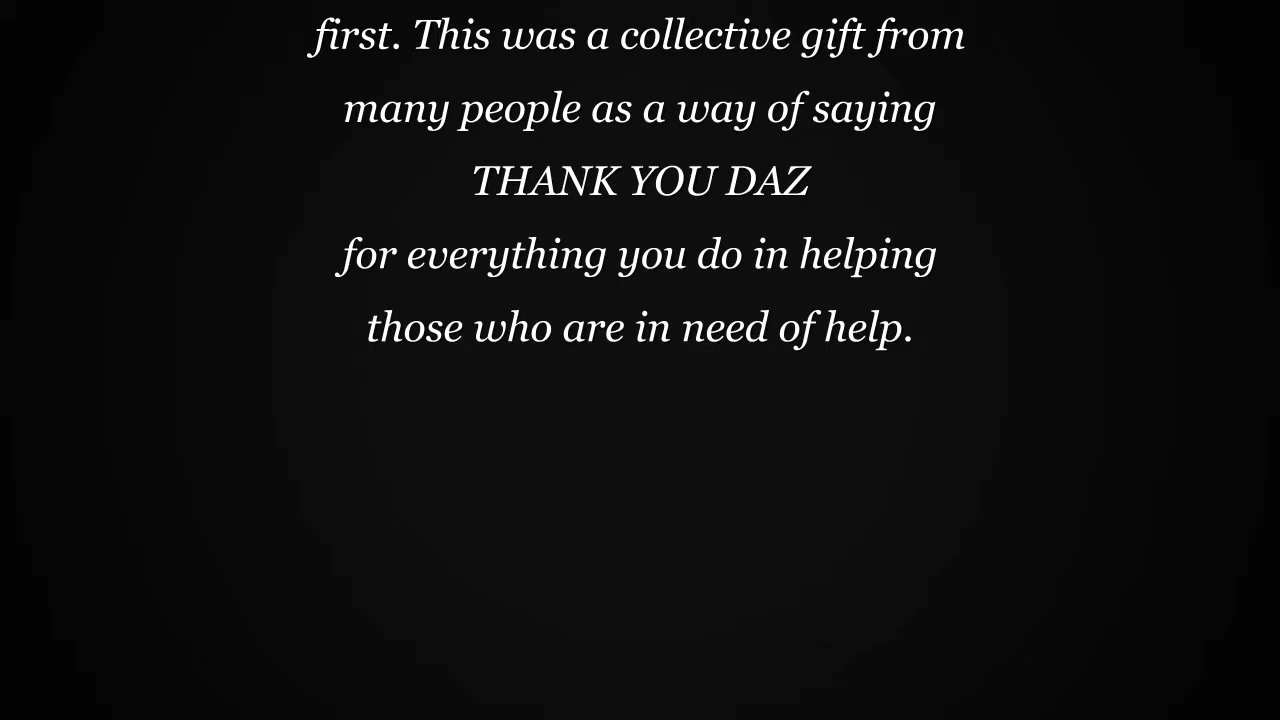 first. This was a collective gift from
many people as a way of saying
THANK YOU DAZ
for everything you do in helping
those who are in need of help.